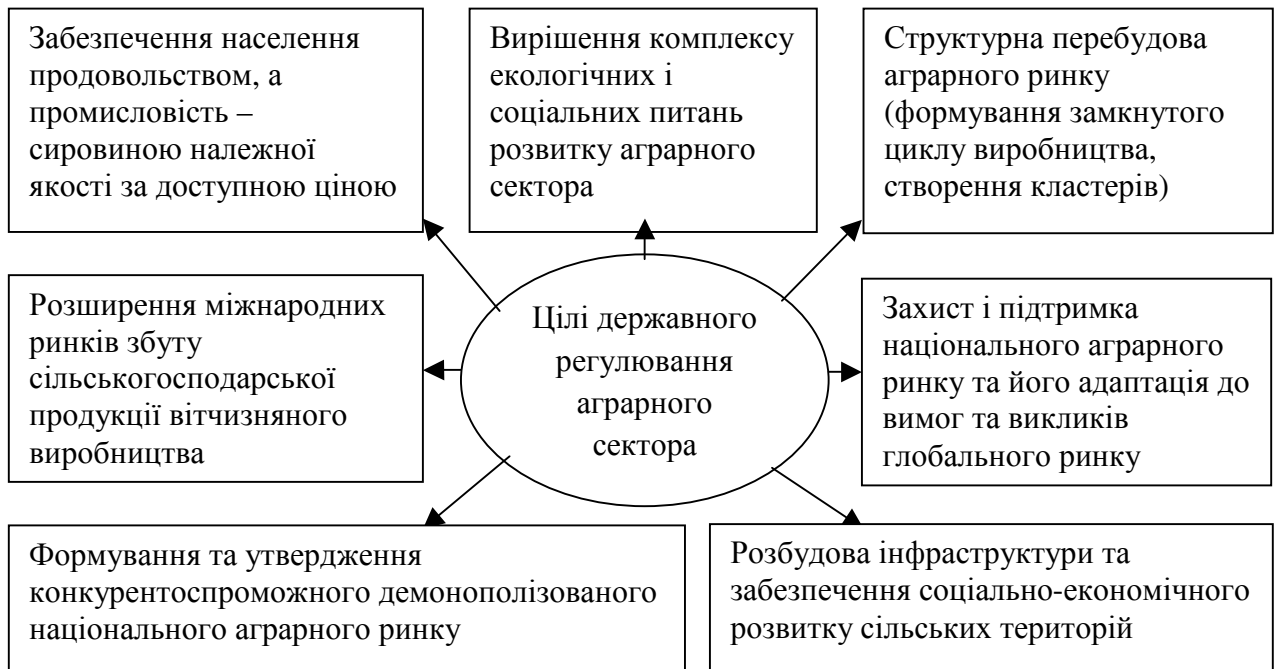 Забезпечення населення
продовольством, а
промисловість –
сировиною належної
якості за доступною ціною
Вирішення комплексу
екологічних і
соціальних питань
розвитку аграрного
сектора
Структурна перебудова
аграрного ринку
(формування замкнутого
циклу виробництва,
створення кластерів)
Розширення міжнародних
ринків збуту
сільськогосподарської
продукції вітчизняного
виробництва
Цілі державного
регулювання
аграрного
сектора
Захист і підтримка
національного аграрного
ринку та його адаптація до
вимог та викликів
глобального ринку
Формування та утвердження
конкурентоспроможного демонополізованого
національного аграрного ринку
Розбудова інфраструктури та
забезпечення соціально-економічного
розвитку сільських територій